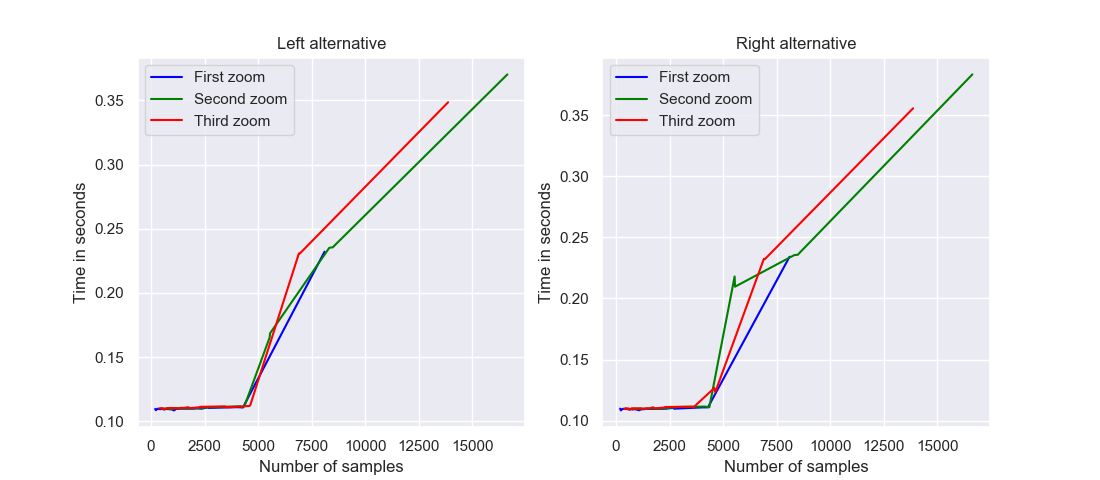 Left alternative
First zoom
Second zoom
Third zoom
Time in seconds
0.35
0.30
0.25
0.20
0.15
0.10
0 2500 5000 7500 10000 12500 15000
Number of samples
Right alternative
First zoom
Second zoom
Third zoom
Time in seconds
0.35
0.30
0.25
0.20
0.15
0.10
0 2500 5000 7500 10000 12500 15000
Number of samples